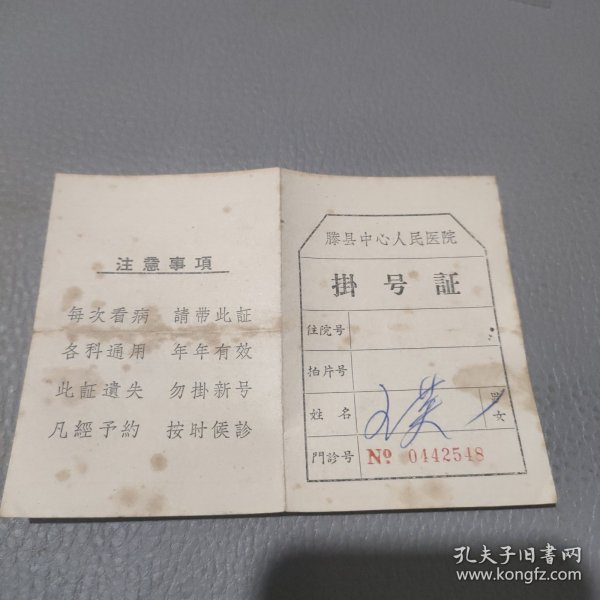 注意事項
每次看病 請带此証
各科通用 年年有效
此証遺失 勿掛新号
凡經予約 按时候診
滕县中心人民医院
掛号証
住院号
拍片号
姓名 男女
門診号 № 0442548
孔夫子旧书网
www.kongfz.com